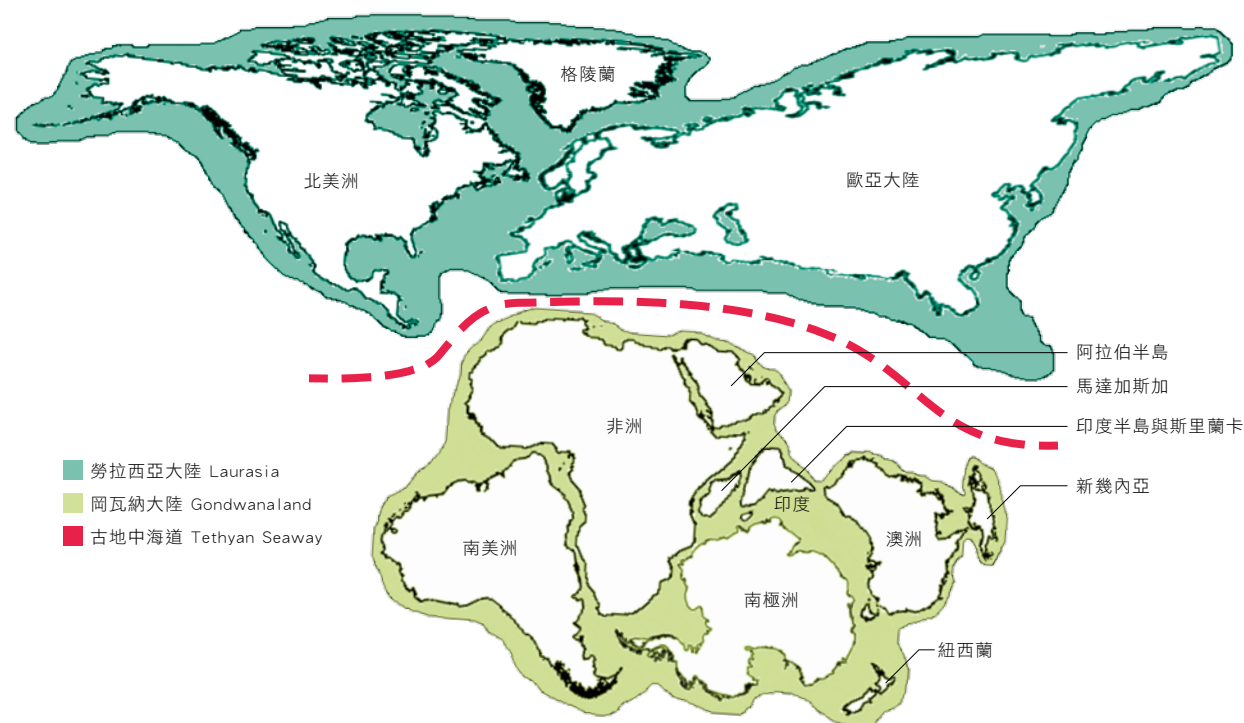 格陵蘭
北美洲
歐亞大陸
阿拉伯半島
馬達加斯加
非洲
印度半島與斯里蘭卡
勞拉西亞大陸 Laurasia
岡瓦納大陸 Gondwanaland
古地中海道 Tethyan Seaway
新幾內亞
印度
南美洲
澳洲
南極洲
紐西蘭